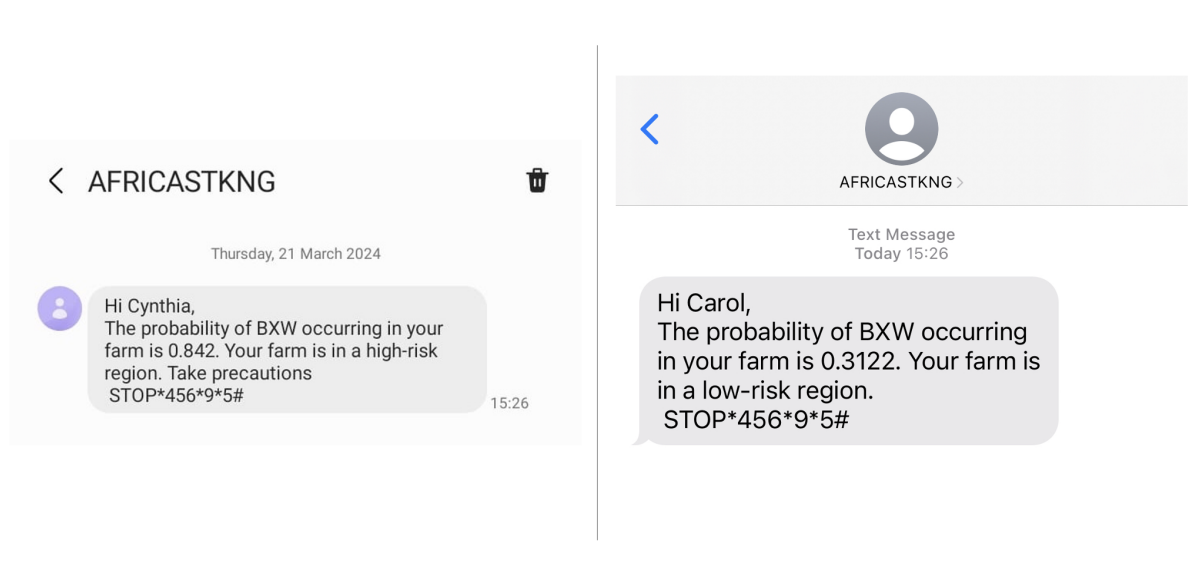 AFRICASTKNG
Thursday, 21 March 2024
Hi Cynthia,
The probability of BXW occurring in your
farm is 0.842. Your farm is in a high-risk
region. Take precautions
STOP*456*9*5#
15:26
AFRICASTKNG
Text Message
Today 15:26
Hi Carol,
The probability of BXW occurring
in your farm is 0.3122. Your farm is
in a low-risk region.
STOP*456*9*5#